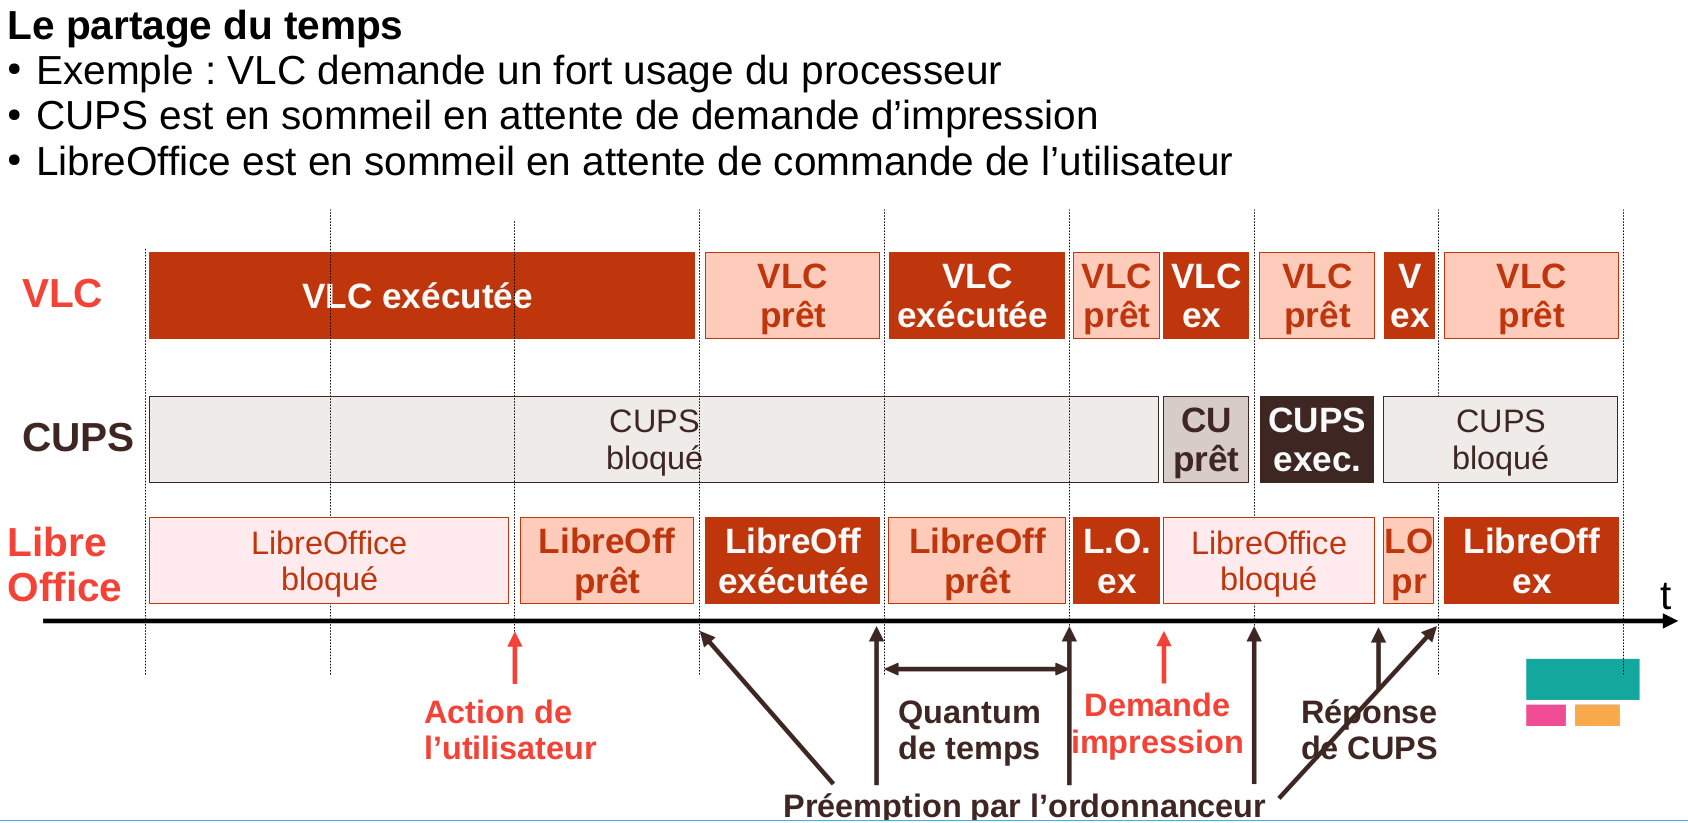 Le partage du temps
• Exemple : VLC demande un fort usage du processeur
• CUPS est en sommeil en attente de demande d’impression
• LibreOffice est en sommeil en attente de commande de l’utilisateur
VLC
VLC exécutée
VLC
prêt
VLC
exécutée
VLC
prêt
VLC
ex
VLC
prêt
V
ex
VLC
prêt
CUPS
CUPS
bloqué
CU
prêt
CUPS
exec.
CUPS
bloqué
Libre
Office
LibreOffice
bloqué
LibreOff
prêt
LibreOff
exécutée
LibreOff
prêt
L.O.
ex
LibreOffice
bloqué
LO
pr
LibreOff
ex
t
Action de
l’utilisateur
Quantum
de temps
Demande
impression
Réponse
de CUPS
Préemption par l’ordonnanceur